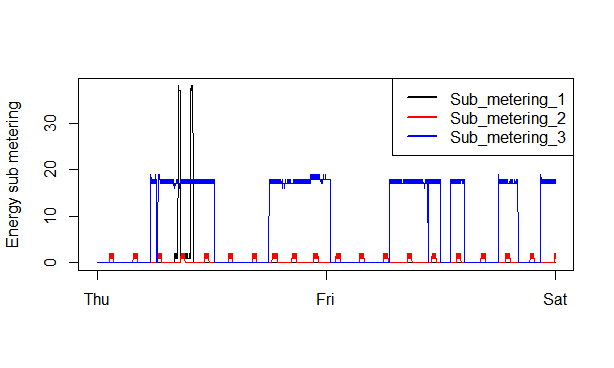 Sub_metering_1
Sub_metering_2
Sub_metering_3
Energy sub metering
30
20
10
0
Thu Fri Sat